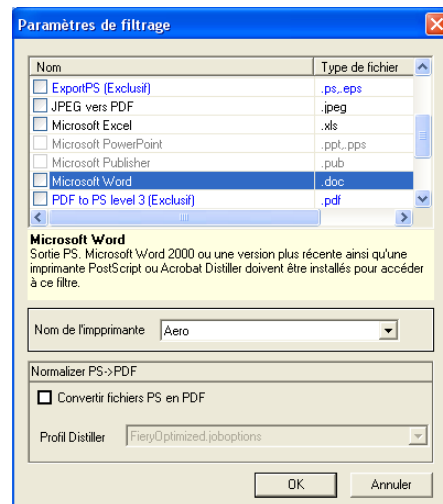 Paramètres de filtrage
Nom Type de fichier
ExportPS (Exclusif) .ps,.eps
JPEG vers PDF .jpeg
Microsoft Excel .xls
Microsoft PowerPoint .ppt,.pps
Microsoft Publisher .pub
Microsoft Word .doc
PDF to PS level 3 (Exclusif) .pdf
Microsoft Word
Sortie PS. Microsoft Word 2000 ou une version plus récente ainsi qu'une
imprimante PostScript ou Acrobat Distiller doivent être installés pour accéder
à ce filtre.
Nom de l'impprimante Aero
Normalizer PS->PDF
Convertir fichiers PS en PDF
Profil Distiller FieryOptimized.joboptions
OK Annuler